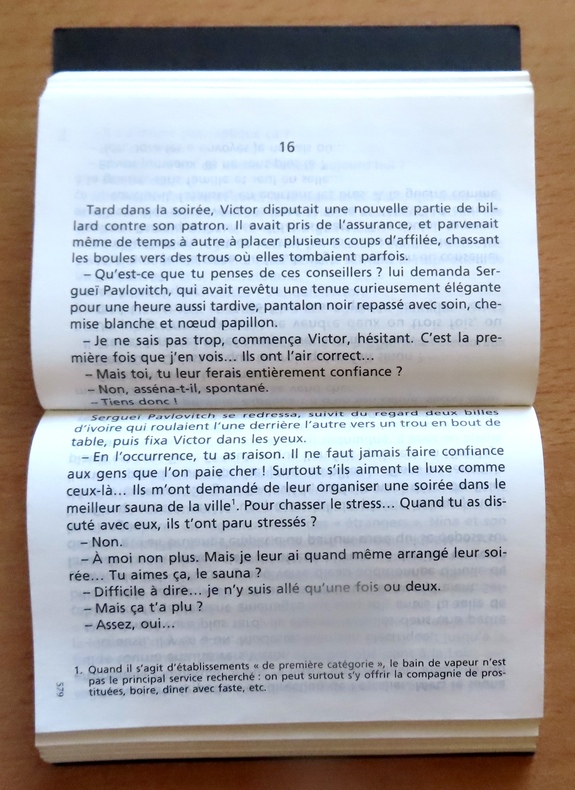 16
Tard dans la soirée, Victor disputait une nouvelle partie de bil-
lard contre son patron. Il avait pris de l'assurance, et parvenait
même de temps à autre à placer plusieurs coups d'affilée, chassant
les boules vers des trous où elles tombaient parfois.
– Qu'est-ce que tu penses de ces conseillers ? lui demanda Ser-
gueï Pavlovitch, qui avait revêtu une tenue curieusement élégante
pour une heure aussi tardive, pantalon noir repassé avec soin, che-
mise blanche et nœud papillon.
– Je ne sais pas trop, commença Victor, hésitant. C'est la pre-
mière fois que j'en vois... Ils ont l'air correct...
– Mais toi, tu leur ferais entièrement confiance ?
– Non, asséna-t-il, spontané.
– Tiens donc !
Sergueï Pavlovitch se redressa, suivit du regard deux billes
d'ivoire qui roulaient l'une derrière l'autre vers un trou en bout de
table, puis fixa Victor dans les yeux.
– En l'occurrence, tu as raison. Il ne faut jamais faire confiance
aux gens que l'on paie cher ! Surtout s'ils aiment le luxe comme
ceux-là... Ils m'ont demandé de leur organiser une soirée dans le
meilleur sauna de la ville¹. Pour chasser le stress... Quand tu as dis-
cuté avec eux, ils t'ont paru stressés ?
– Non.
– À moi non plus. Mais je leur ai quand même arrangé leur soi-
rée... Tu aimes ça, le sauna ?
– Difficile à dire... je n'y suis allé qu'une fois ou deux.
– Mais ça t'a plu ?
– Assez, oui...
1. Quand il s'agit d'établissements « de première catégorie », le bain de vapeur n'est
pas le principal service recherché : on peut surtout s'y offrir la compagnie de pros-
tituées, boire, dîner avec faste, etc.
579